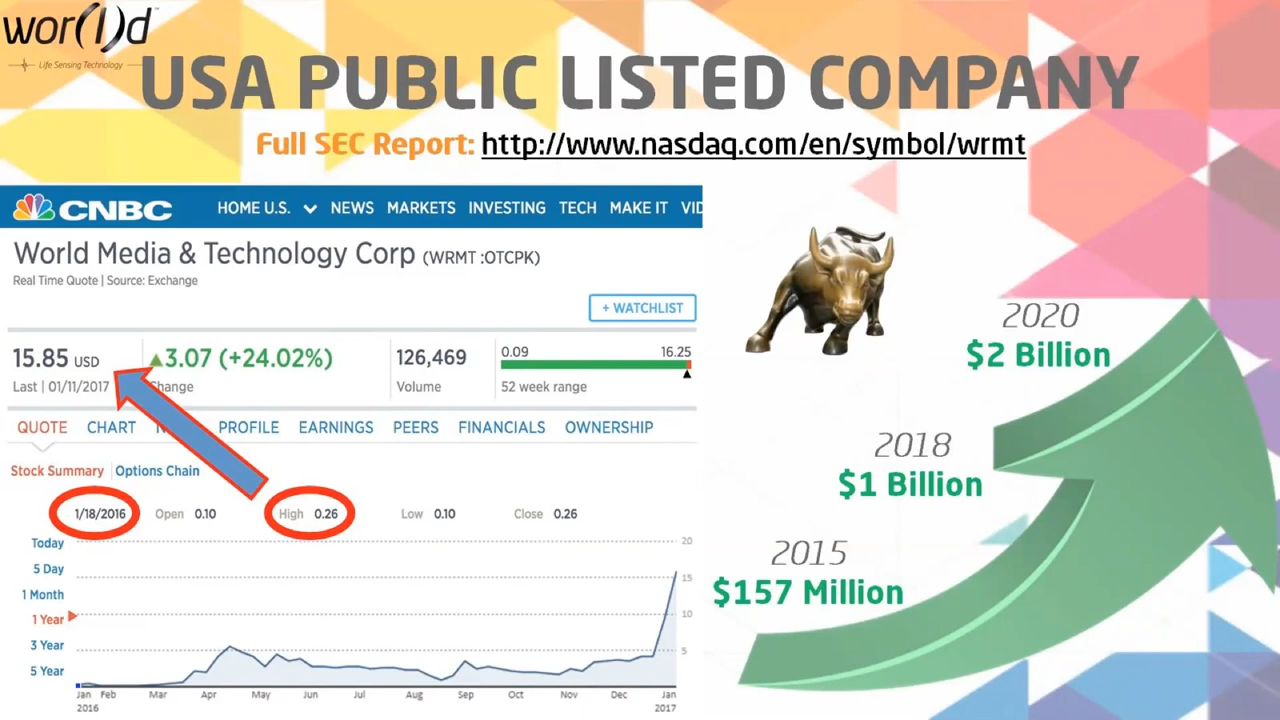 wor(l)d™
Life Sensing Technology
USA PUBLIC LISTED COMPANY
Full SEC Report: http://www.nasdaq.com/en/symbol/wrmt
CNBC HOME U.S. NEWS MARKETS INVESTING TECH MAKE IT VID
World Media & Technology Corp (WRMT :OTCPK)
Real Time Quote | Source: Exchange
+ WATCHLIST
15.85 USD ▲3.07 (+24.02%) 126,469 0.09 16.25
Last | 01/11/2017 Change Volume 52 week range
QUOTE CHART PROFILE EARNINGS PEERS FINANCIALS OWNERSHIP
Stock Summary | Options Chain
1/18/2016 Open 0.10 High 0.26 Low 0.10 Close 0.26
Today
5 Day
1 Month
1 Year
3 Year
5 Year
20
15
10
5
Jan Feb Mar Apr May Jun Jul Aug Sep Oct Nov Dec Jan
2016 2017
2020
$2 Billion
2018
$1 Billion
2015
$157 Million